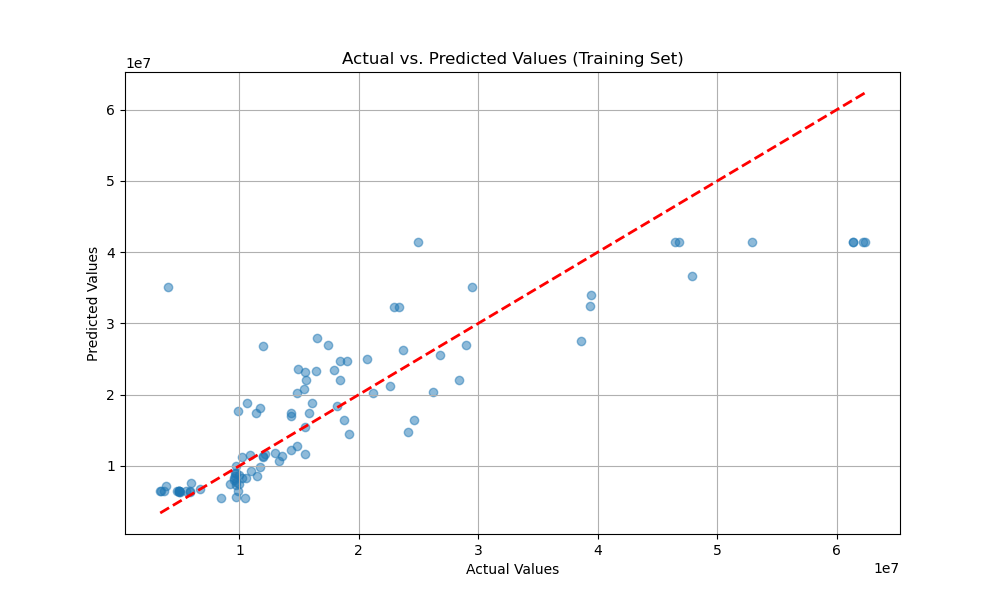 Actual vs. Predicted Values (Training Set)
1e7
6
5
4
3
2
1
Predicted Values
1 2 3 4 5 6
1e7
Actual Values